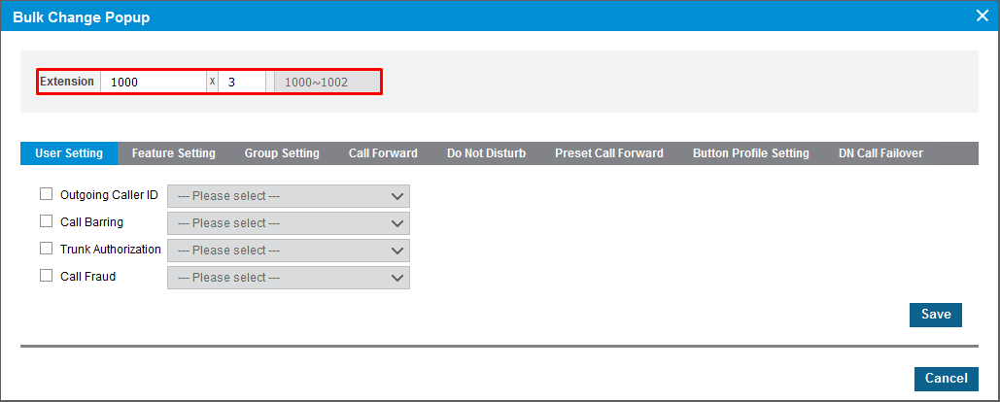 Bulk Change Popup
Extension 1000 x 3 1000~1002
User Setting Feature Setting Group Setting Call Forward Do Not Disturb Preset Call Forward Button Profile Setting DN Call Failover
Outgoing Caller ID --- Please select ---
Call Barring --- Please select ---
Trunk Authorization --- Please select ---
Call Fraud --- Please select ---
Save
Cancel